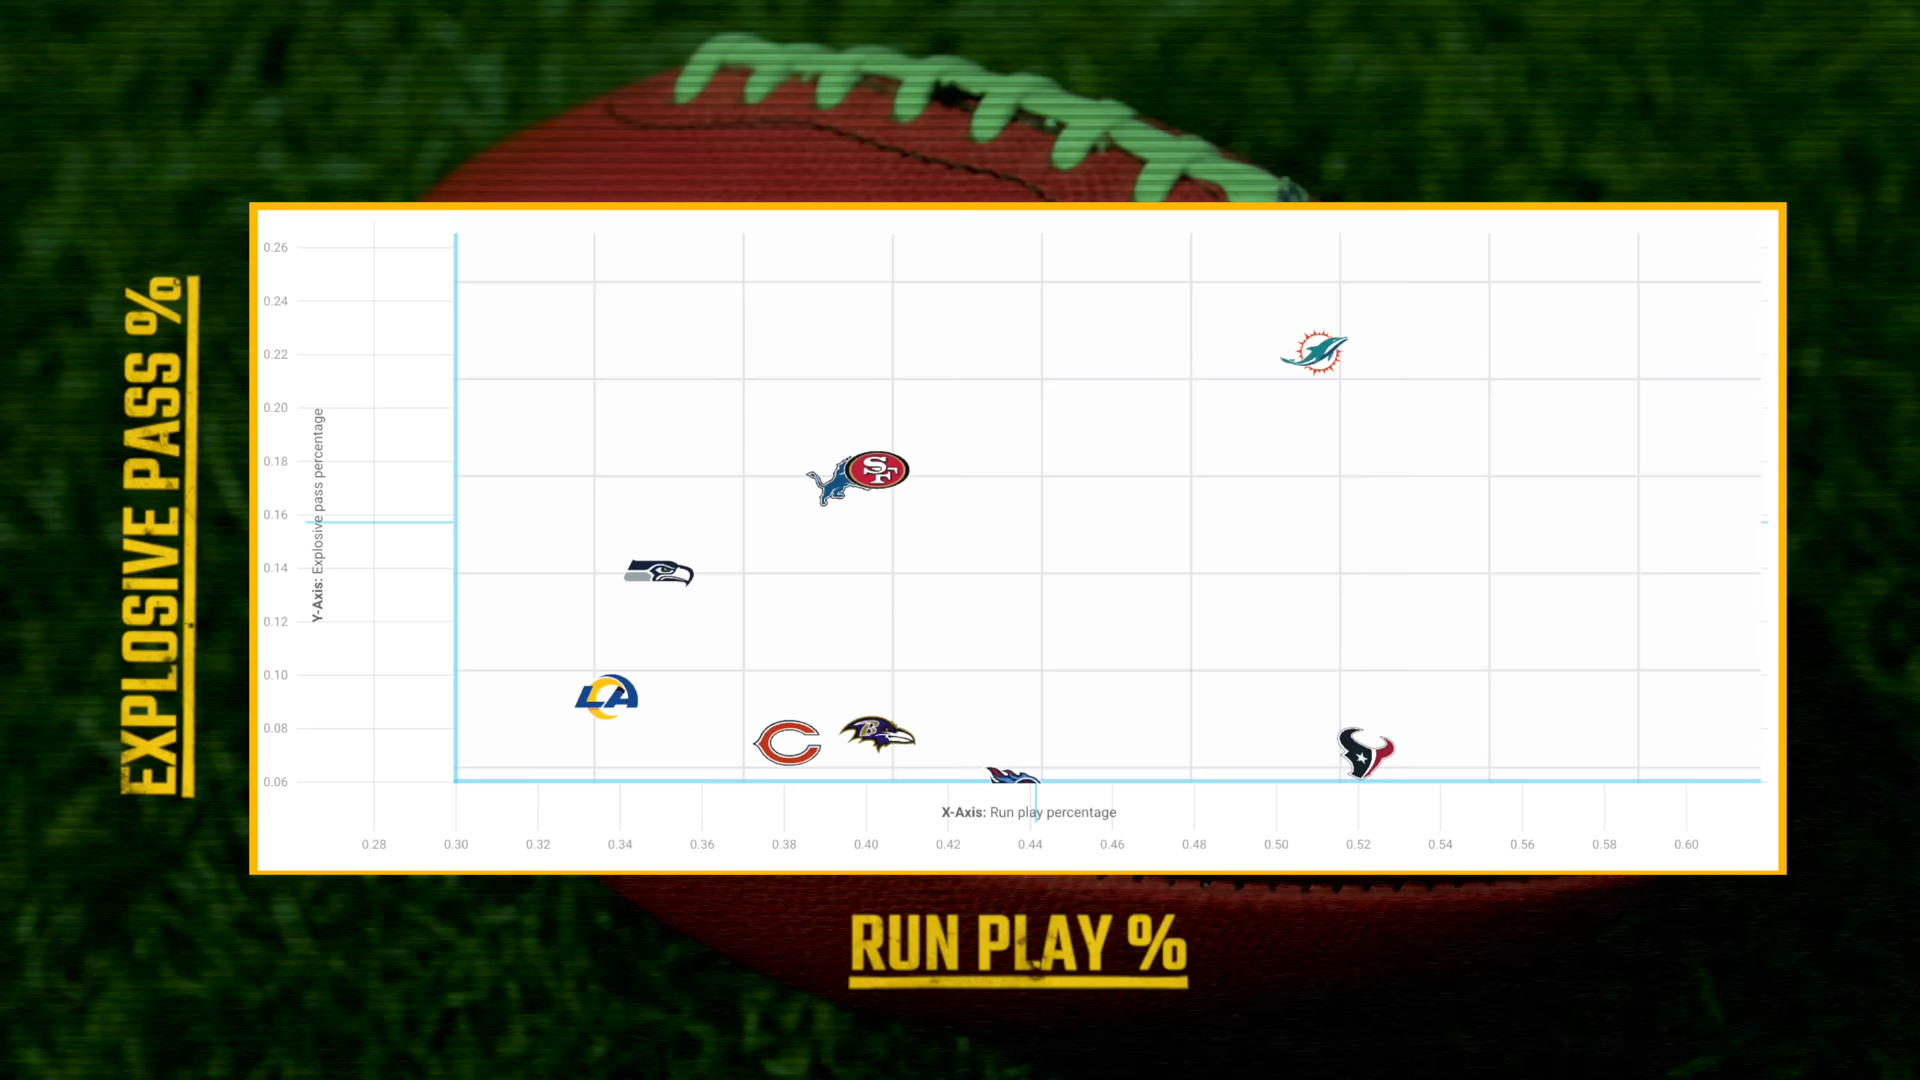 EXPLOSIVE PASS %
0.26
0.24
0.22
0.20
0.18
0.16
0.14
0.12
0.10
0.08
0.06
Y-Axis: Explosive pass percentage
SF
LA
B
X-Axis: Run play percentage
0.28 0.30 0.32 0.34 0.36 0.38 0.40 0.42 0.44 0.46 0.48 0.50 0.52 0.54 0.56 0.58 0.60
RUN PLAY %